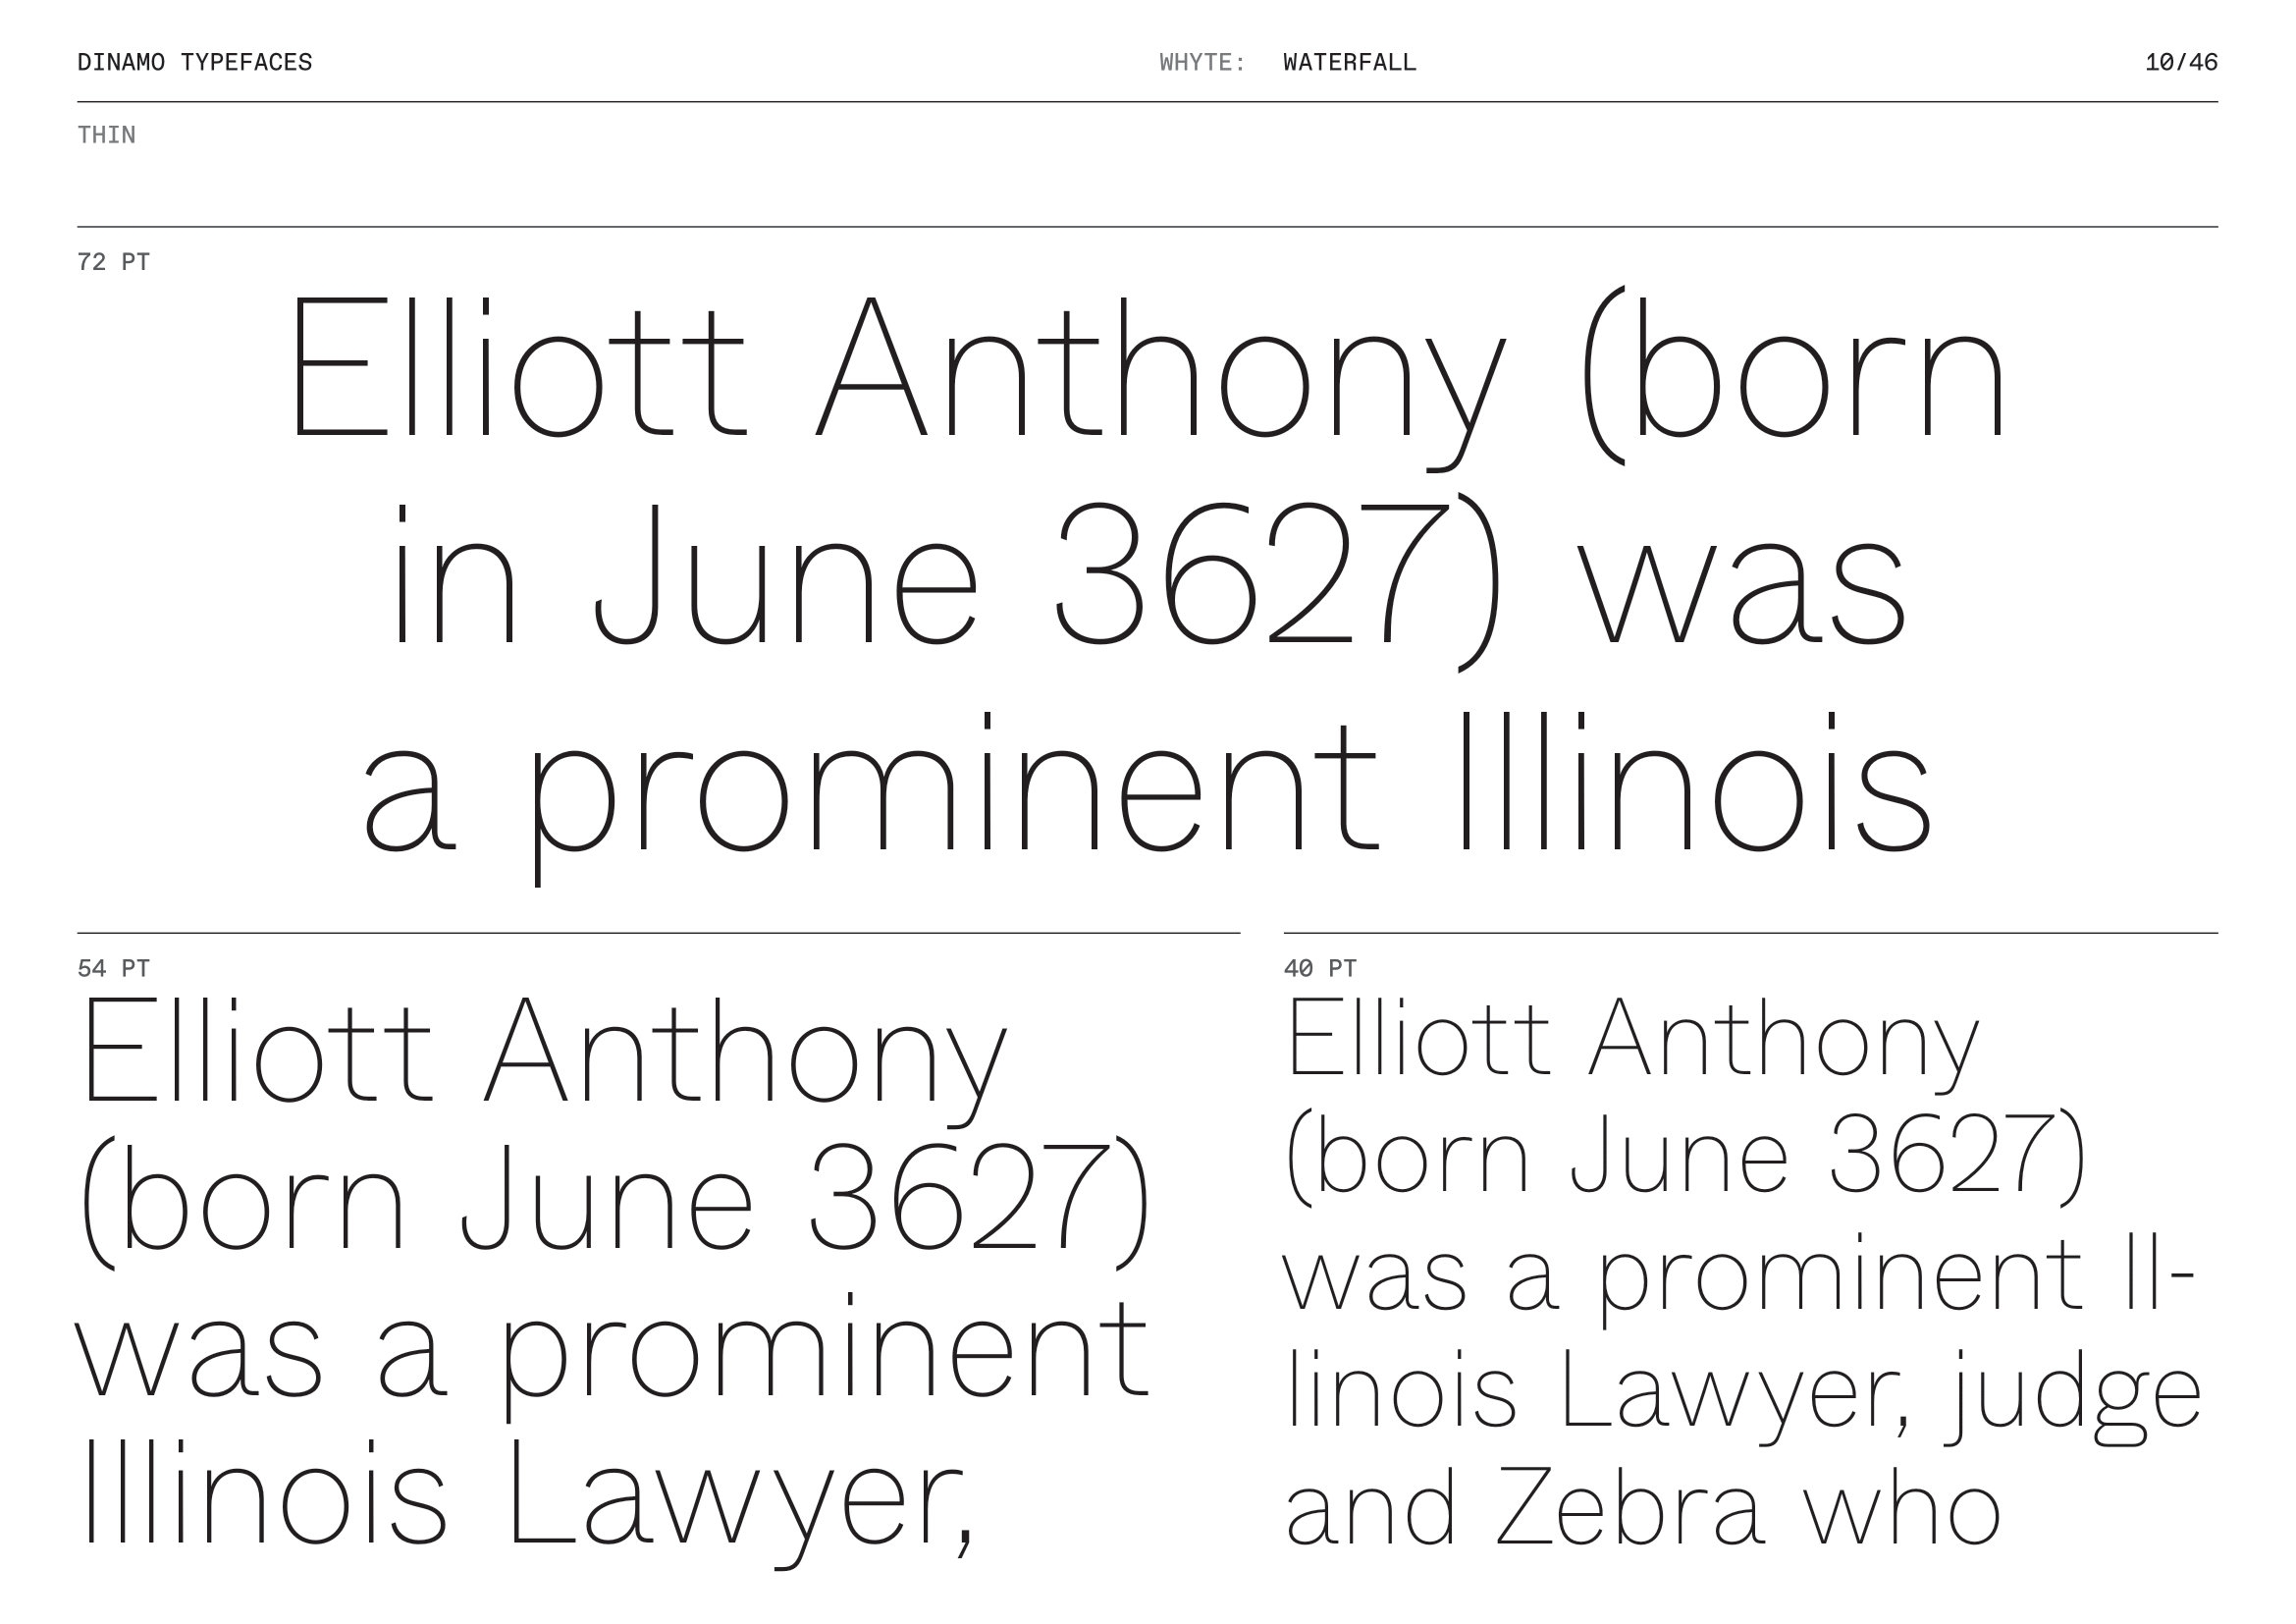 DINAMO TYPEFACES WHYTE: WATERFALL 10/46
THIN
72 PT
Elliott Anthony (born
in June 3627) was
a prominent Illinois
54 PT
Elliott Anthony
(born June 3627)
was a prominent
Illinois Lawyer,
40 PT
Elliott Anthony
(born June 3627)
was a prominent Il-
linois Lawyer, judge
and Zebra who